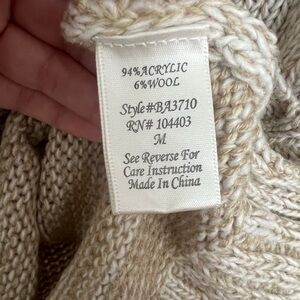 94%ACRYLIC
6%WOOL
Style#BA3710
RN# 104403
M
See Reverse For
Care Instruction
Made In China